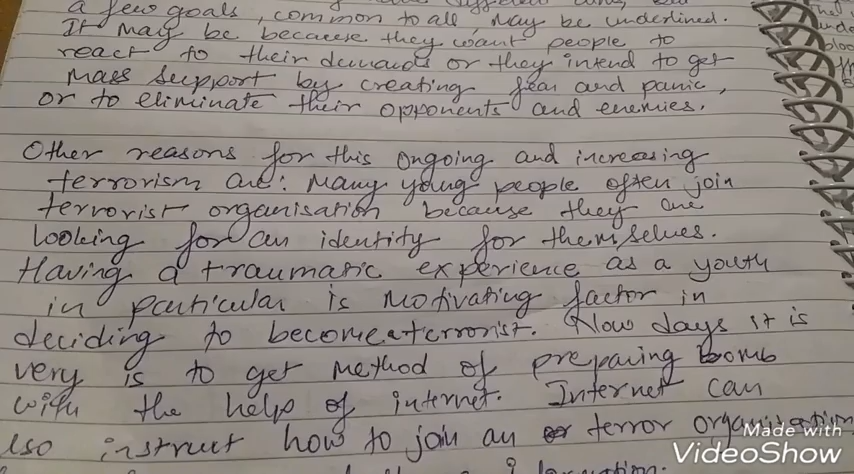 a few goals, common to all, may be underlined.
It may be because they want people to
react to their demands or they intend to get
mass support by creating fear and panic,
or to eliminate their opponents and enemies.
Other reasons for this ongoing and increasing
terrorism are: Many young people often join
terrorist organisation because they are
looking for an identity for themselves.
Having a traumatic experience as a youth
in particular is motivating factor in
deciding to become a terrorist. Now days it is
very is to get method of preparing bomb
with the help of internet. Internet can
lso instruct how to join an terror organisation
Made with
VideoShow